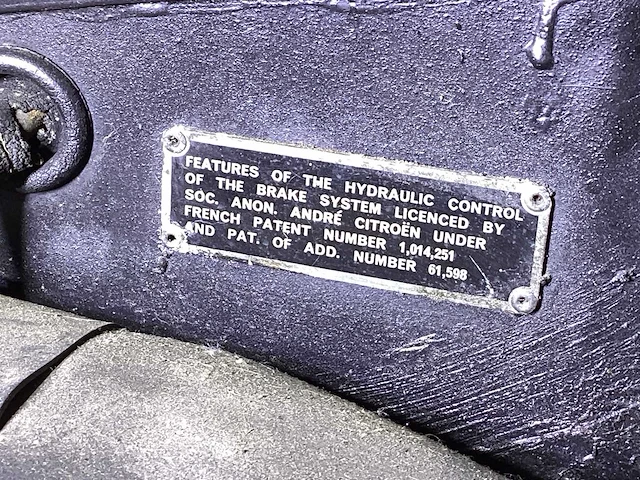 FEATURES OF THE HYDRAULIC CONTROL
OF THE BRAKE SYSTEM LICENCED BY
SOC. ANON. ANDRÉ CITROËN UNDER
FRENCH PATENT NUMBER 1,014,251
AND PAT. OF ADD. NUMBER 61,598